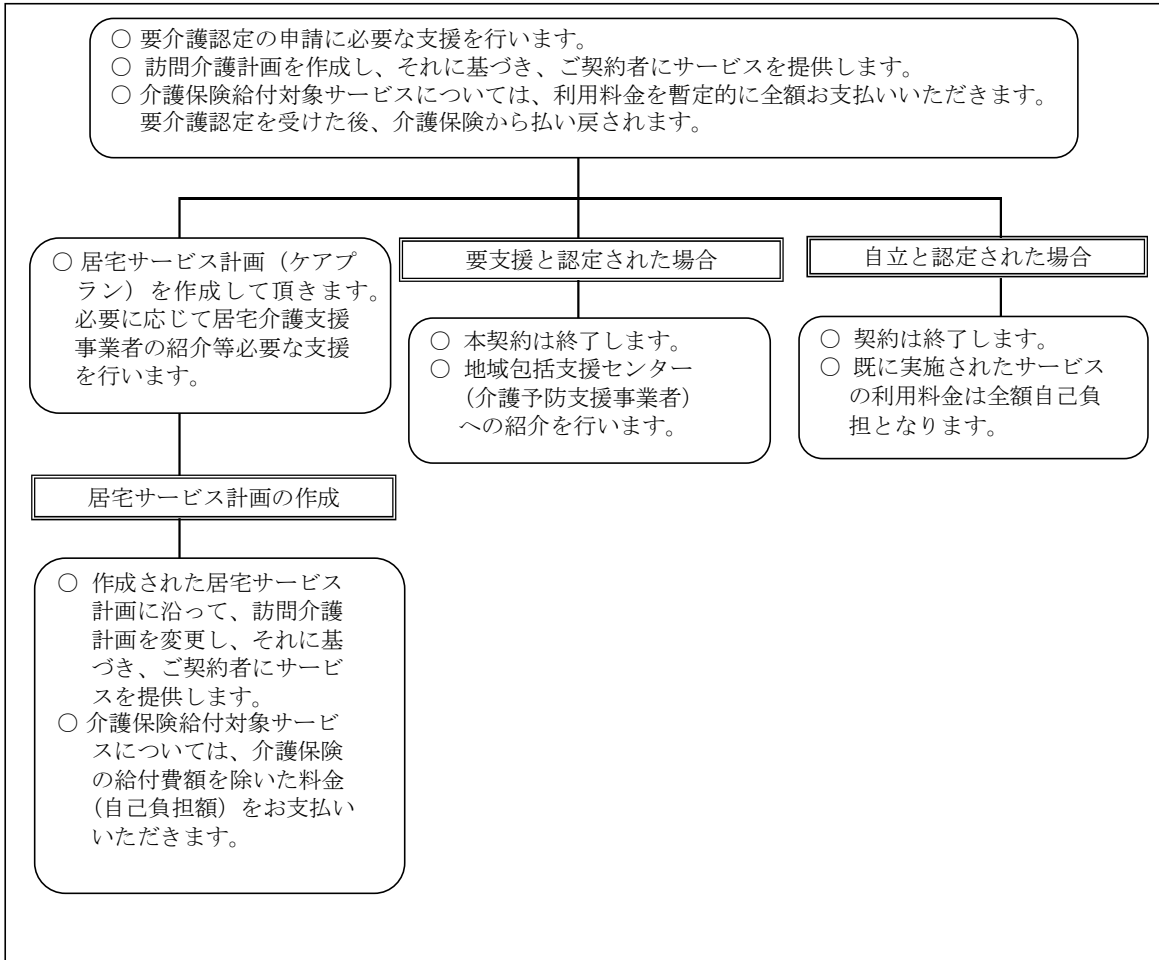 ○ 要介護認定の申請に必要な支援を行います。
○ 訪問介護計画を作成し、それに基づき、ご契約者にサービスを提供します。
○ 介護保険給付対象サービスについては、利用料金を暫定的に全額お支払いいただきます。
要介護認定を受けた後、介護保険から払い戻されます。
○ 居宅サービス計画（ケアプ
ラン）を作成して頂きます。
必要に応じて居宅介護支援
事業者の紹介等必要な支援
を行います。
居宅サービス計画の作成
○ 作成された居宅サービス
計画に沿って、訪問介護
計画を変更し、それに基
づき、ご契約者にサービ
スを提供します。
○ 介護保険給付対象サービ
スについては、介護保険
の給付費額を除いた料金
（自己負担額）をお支払い
いただきます。
要支援と認定された場合
○ 本契約は終了します。
○ 地域包括支援センター
（介護予防支援事業者）
への紹介を行います。
自立と認定された場合
○ 契約は終了します。
○ 既に実施されたサービス
の利用料金は全額自己負
担となります。